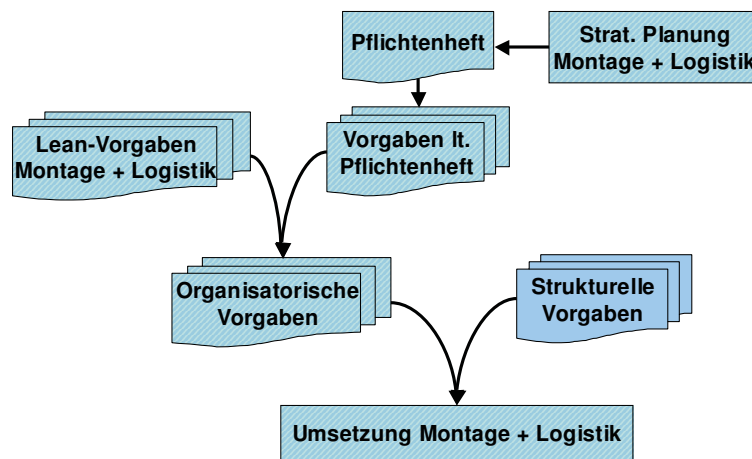 Pflichtenheft
Strat. Planung
Montage + Logistik
Lean-Vorgaben
Montage + Logistik
Vorgaben lt.
Pflichtenheft
Organisatorische
Vorgaben
Strukturelle
Vorgaben
Umsetzung Montage + Logistik